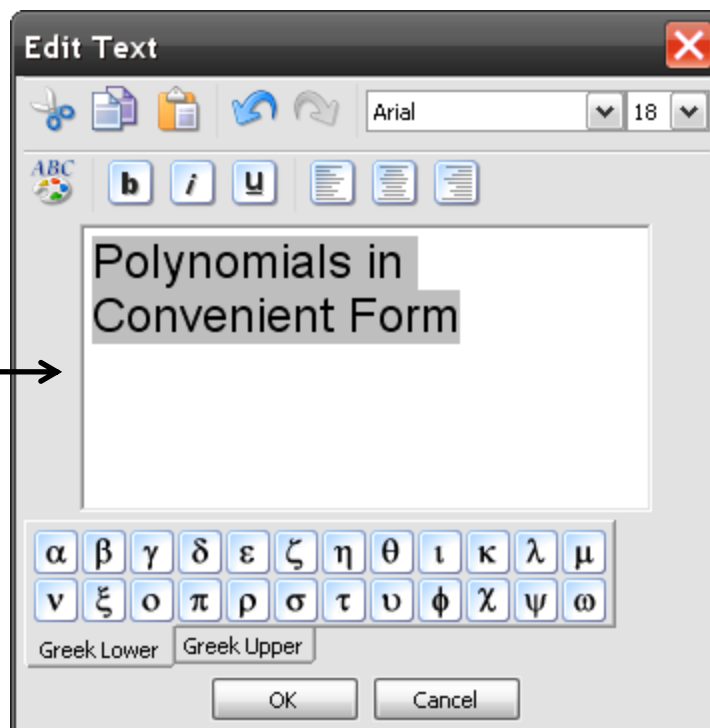 Edit Text
Arial
18
ABC
b i u
Polynomials in
Convenient Form
α β γ δ ε ζ η θ ι κ λ μ
ν ξ ο π ρ σ τ υ φ χ ψ ω
Greek Lower Greek Upper
OK Cancel